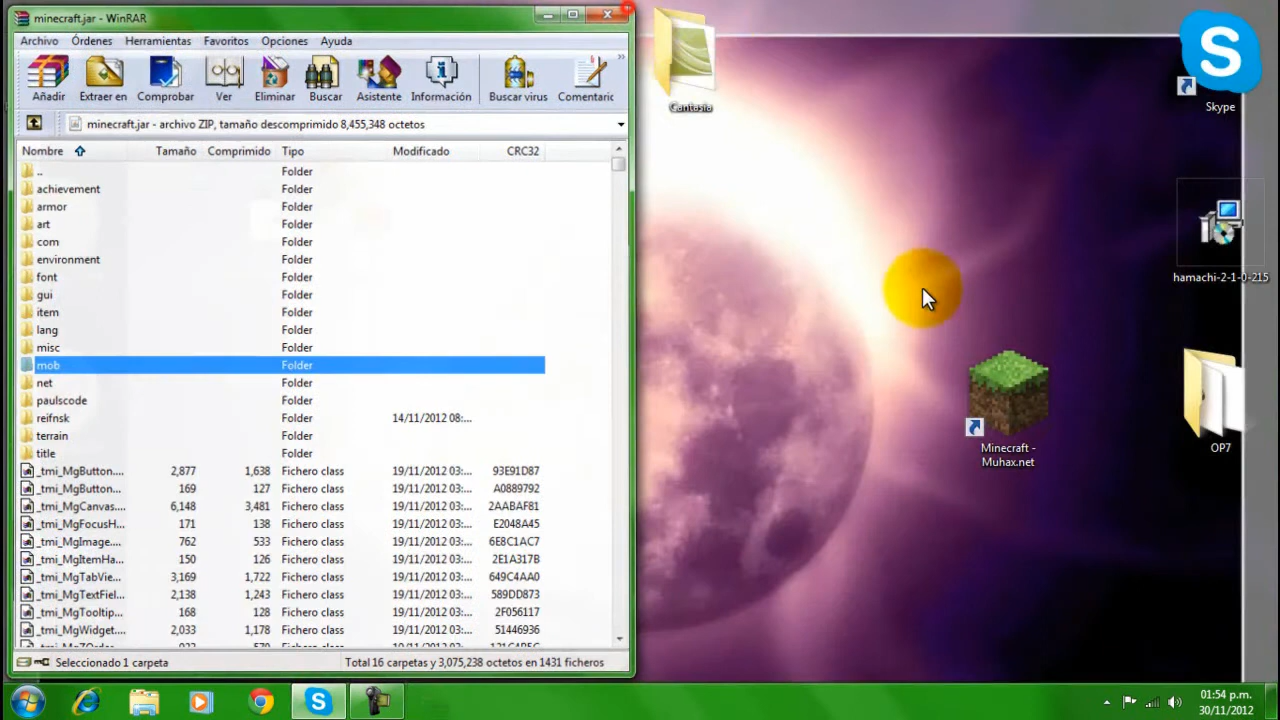 minecraft.jar - WinRAR
Archivo Órdenes Herramientas Favoritos Opciones Ayuda
Añadir Extraer en Comprobar Ver Eliminar Buscar Asistente Información Buscar virus Comentaric
minecraft.jar - archivo ZIP, tamaño descomprimido 8,455,348 octetos
Nombre Tamaño Comprimido Tipo Modificado CRC32
.. Folder
achievement Folder
armor Folder
art Folder
com Folder
environment Folder
font Folder
gui Folder
item Folder
lang Folder
misc Folder
mob Folder
net Folder
paulscode Folder
reifnsk Folder 14/11/2012 08:...
terrain Folder
title Folder
_tmi_MgButton.... 2,877 1,638 Fichero class 19/11/2012 03:... 93E91D87
_tmi_MgButton... 169 127 Fichero class 19/11/2012 03:... A0889792
_tmi_MgCanvas.... 6,148 3,481 Fichero class 19/11/2012 03:... 2AABAF81
_tmi_MgFocusH... 171 138 Fichero class 19/11/2012 03:... E2048A45
_tmi_MgImage.... 762 533 Fichero class 19/11/2012 03:... 6E8C1AC7
_tmi_MgItemHa... 150 126 Fichero class 19/11/2012 03:... 2E1A317B
_tmi_MgTabVie... 3,169 1,722 Fichero class 19/11/2012 03:... 649C4AA0
_tmi_MgTextFiel... 2,138 1,243 Fichero class 19/11/2012 03:... 589DD873
_tmi_MgTooltip... 168 128 Fichero class 19/11/2012 03:... 2F056117
_tmi_MgWidget.... 2,033 1,178 Fichero class 19/11/2012 03:... 51446936
Seleccionado 1 carpeta Total 16 carpetas y 3,075,238 octetos en 1431 ficheros
Camtasia
Skype
hamachi-2-1-0-215
Minecraft -
Muhax.net
OP7
01:54 p.m.
30/11/2012